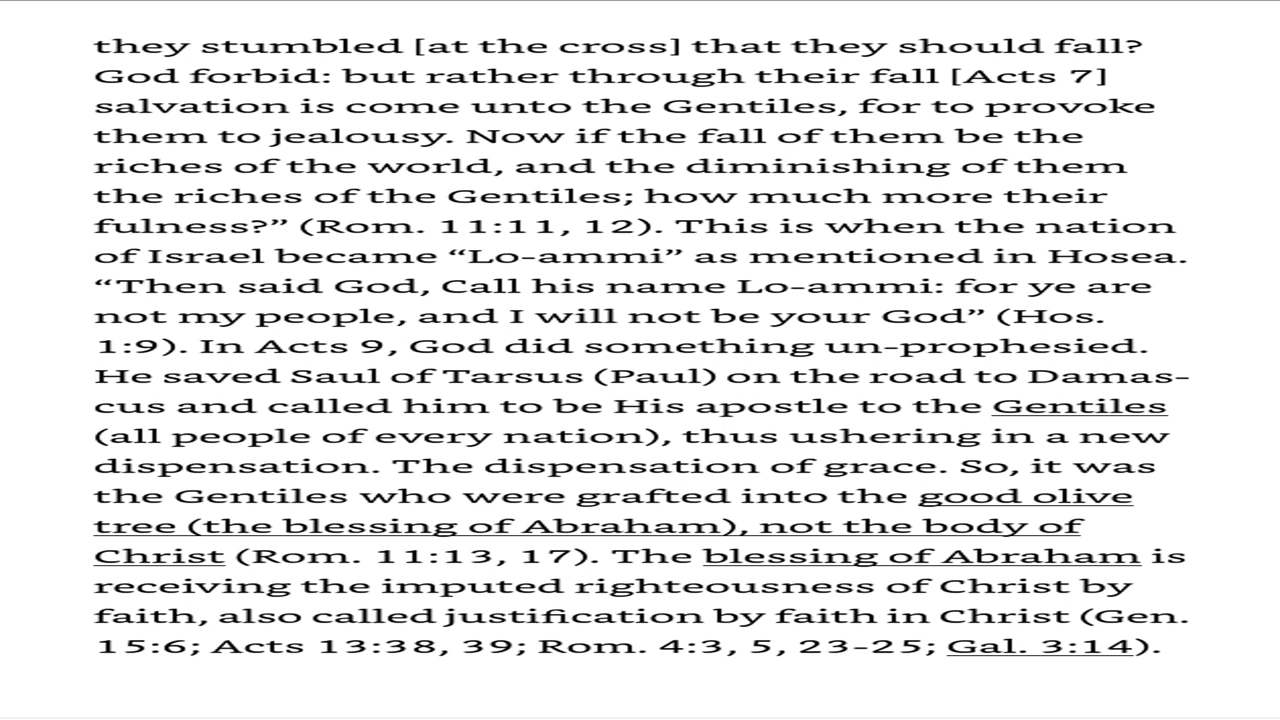 they stumbled [at the cross] that they should fall?
God forbid: but rather through their fall [Acts 7]
salvation is come unto the Gentiles, for to provoke
them to jealousy. Now if the fall of them be the
riches of the world, and the diminishing of them
the riches of the Gentiles; how much more their
fulness?” (Rom. 11:11, 12). This is when the nation
of Israel became “Lo-ammi” as mentioned in Hosea.
“Then said God, Call his name Lo-ammi: for ye are
not my people, and I will not be your God” (Hos.
1:9). In Acts 9, God did something un-prophesied.
He saved Saul of Tarsus (Paul) on the road to Damas-
cus and called him to be His apostle to the Gentiles
(all people of every nation), thus ushering in a new
dispensation. The dispensation of grace. So, it was
the Gentiles who were grafted into the good olive
tree (the blessing of Abraham), not the body of
Christ (Rom. 11:13, 17). The blessing of Abraham is
receiving the imputed righteousness of Christ by
faith, also called justification by faith in Christ (Gen.
15:6; Acts 13:38, 39; Rom. 4:3, 5, 23-25; Gal. 3:14).